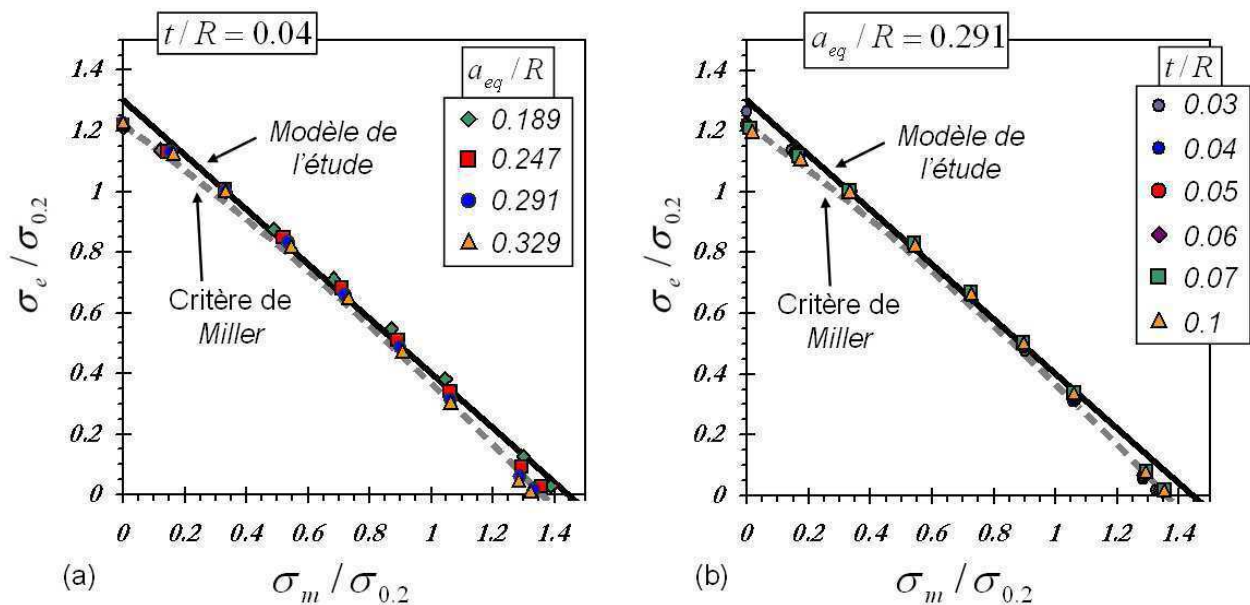 t / R = 0.04
a_eq / R
0.189
0.247
0.291
0.329
Modèle de
l'étude
Critère de
Miller
σ_e / σ_0.2
1.4
1.2
1
0.8
0.6
0.4
0.2
0
0 0.2 0.4 0.6 0.8 1 1.2 1.4
(a)
σ_m / σ_0.2
a_eq / R = 0.291
t / R
0.03
0.04
0.05
0.06
0.07
0.1
Modèle de
l'étude
Critère de
Miller
σ_e / σ_0.2
1.4
1.2
1
0.8
0.6
0.4
0.2
0
0 0.2 0.4 0.6 0.8 1 1.2 1.4
(b)
σ_m / σ_0.2